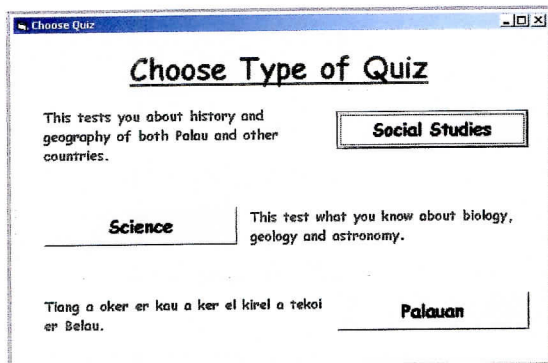 Choose Quiz
Choose Type of Quiz
This tests you about history and
geography of both Palau and other
countries.
Social Studies
Science
This test what you know about biology,
geology and astronomy.
Tiang a oker er kau a ker el kirel a tekoi
er Belau.
Palauan